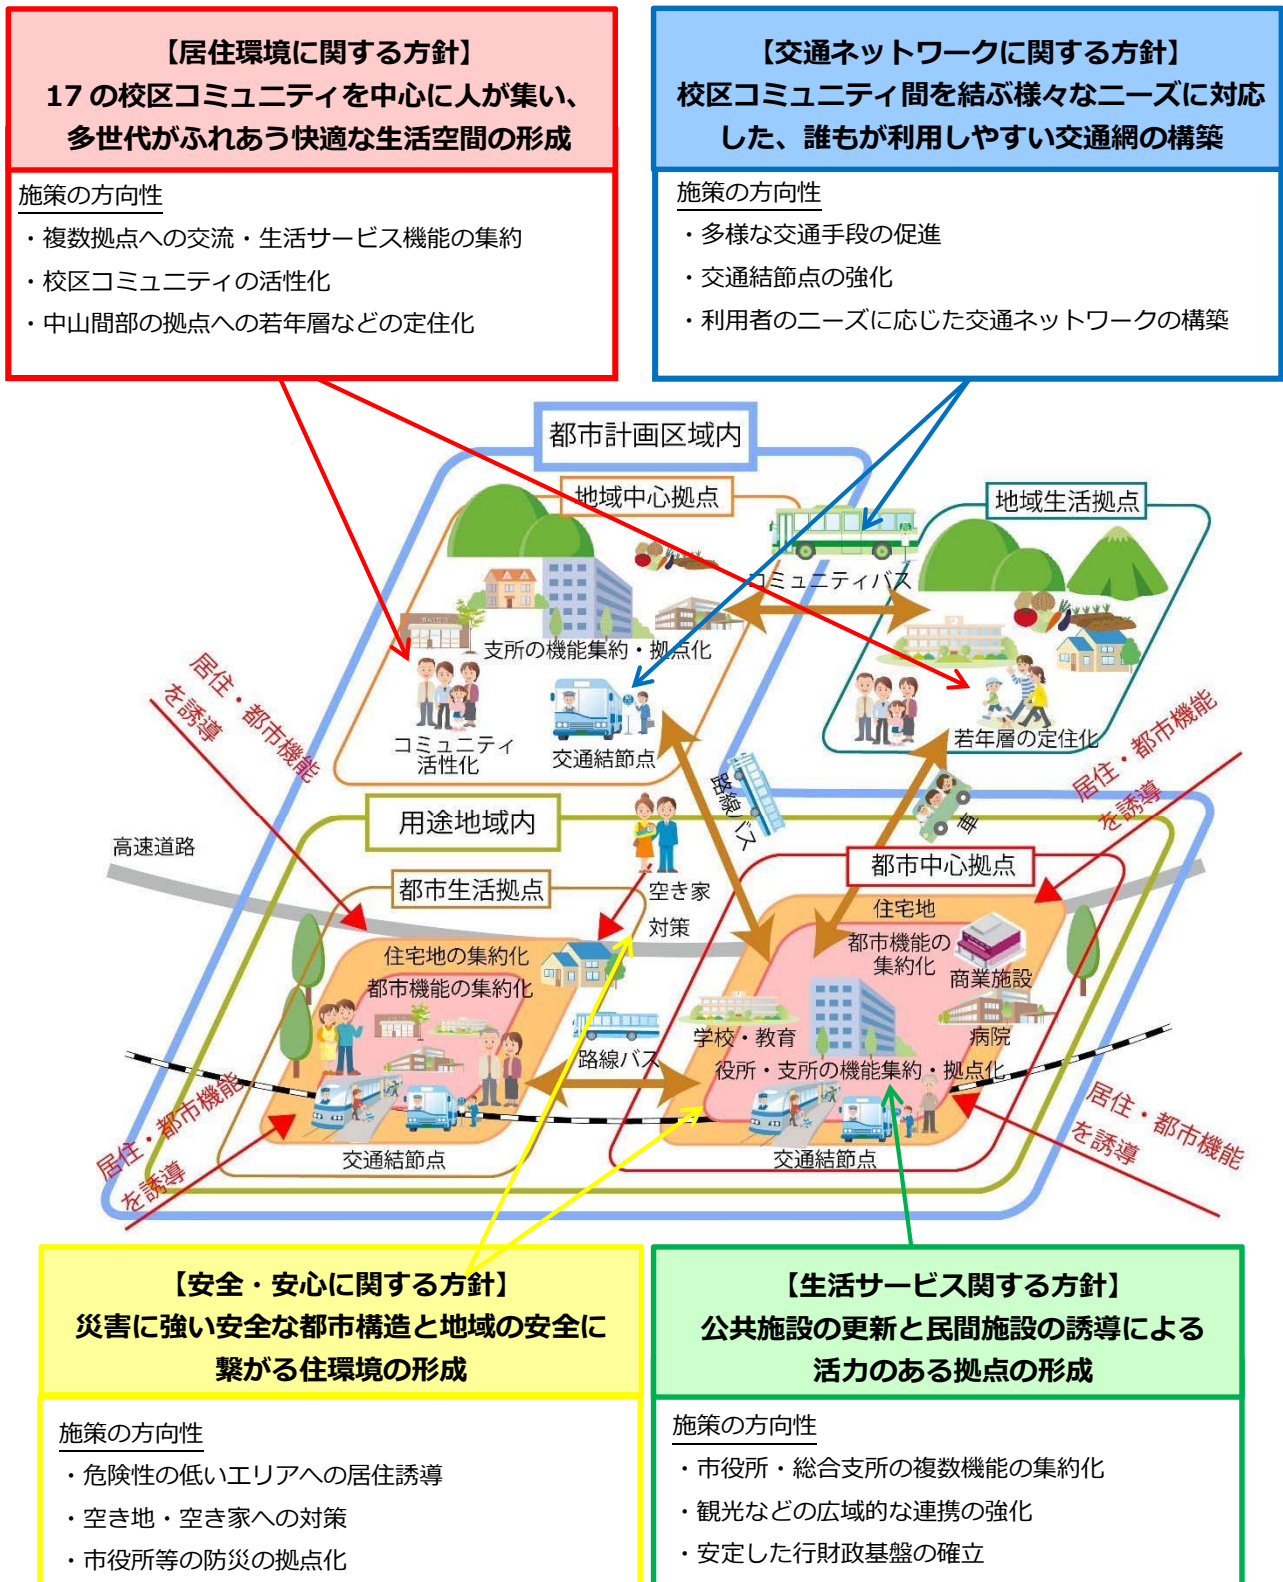 【居住環境に関する方針】
17 の校区コミュニティを中心に人が集い、
多世代がふれあう快適な生活空間の形成
施策の方向性
・複数拠点への交流・生活サービス機能の集約
・校区コミュニティの活性化
・中山間部の拠点への若年層などの定住化
【交通ネットワークに関する方針】
校区コミュニティ間を結ぶ様々なニーズに対応
した、誰もが利用しやすい交通網の構築
施策の方向性
・多様な交通手段の促進
・交通結節点の強化
・利用者のニーズに応じた交通ネットワークの構築
都市計画区域内
地域中心拠点
地域生活拠点
コミュニティバス
支所の機能集約・拠点化
コミュニティ
活性化
交通結節点
若年層の定住化
居住・都市機能
を誘導
居住・都市機能
を誘導
路線バス
車
用途地域内
高速道路
空き家
対策
都市生活拠点
都市中心拠点
住宅地の集約化
都市機能の集約化
住宅地
都市機能の
集約化
商業施設
学校・教育
病院
路線バス
役所・支所の機能集約・拠点化
交通結節点
交通結節点
居住・都市機能
を誘導
居住・都市機能
を誘導
【安全・安心に関する方針】
災害に強い安全な都市構造と地域の安全に
繋がる住環境の形成
施策の方向性
・危険性の低いエリアへの居住誘導
・空き地・空き家への対策
・市役所等の防災の拠点化
【生活サービス関する方針】
公共施設の更新と民間施設の誘導による
活力のある拠点の形成
施策の方向性
・市役所・総合支所の複数機能の集約化
・観光などの広域的な連携の強化
・安定した行財政基盤の確立